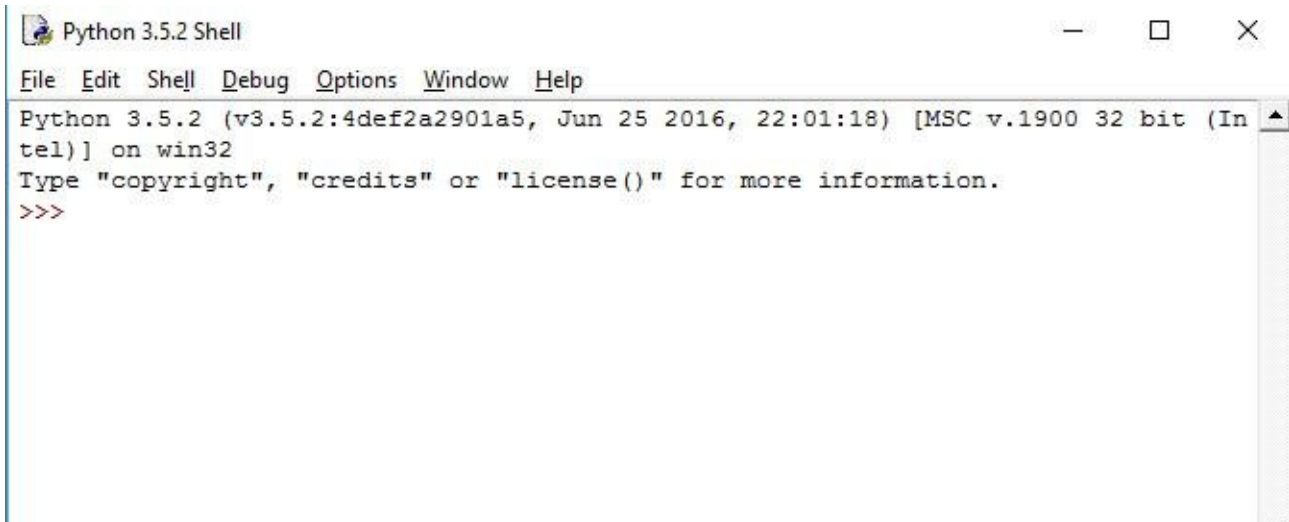 Python 3.5.2 Shell
File Edit Shell Debug Options Window Help
Python 3.5.2 (v3.5.2:4def2a2901a5, Jun 25 2016, 22:01:18) [MSC v.1900 32 bit (In
tel)] on win32
Type "copyright", "credits" or "license()" for more information.
>>>